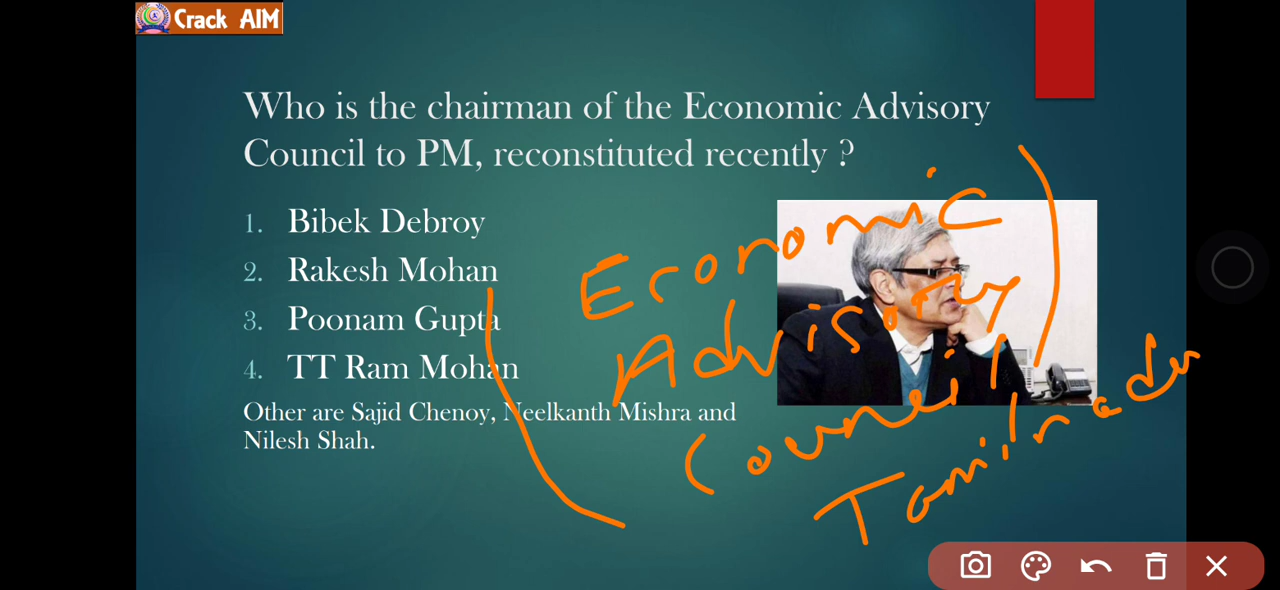 Crack AIM
Who is the chairman of the Economic Advisory
Council to PM, reconstituted recently ?
1. Bibek Debroy
2. Rakesh Mohan
3. Poonam Gupta
4. TT Ram Mohan
Other are Sajid Chenoy, Neelkanth Mishra and
Nilesh Shah.
Economic
Advisory
Council
Tamilnadu